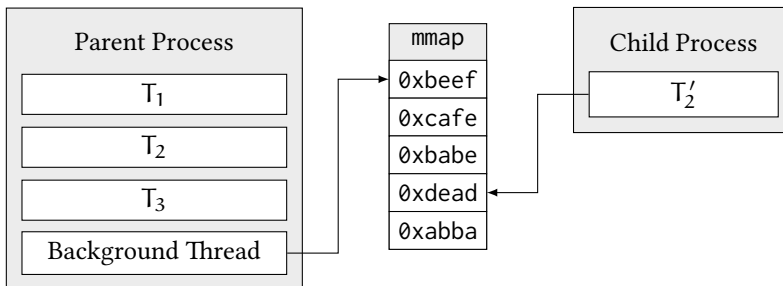 Parent Process
T₁
T₂
T₃
Background Thread
mmap
0xbeef
0xcafe
0xbabe
0xdead
0xabba
Child Process
T₂′